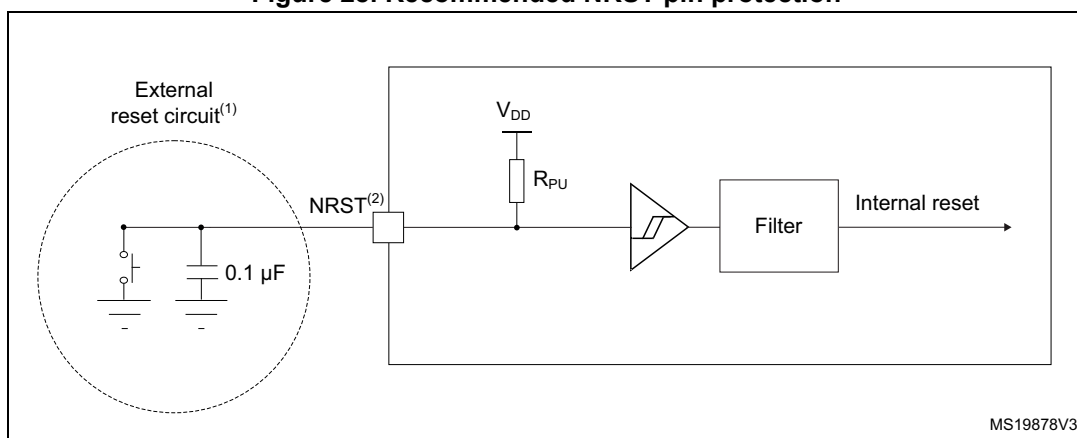 Figure 25. Recommended NRST pin protection
External
reset circuit(1)
VDD
RPU
NRST(2)
0.1 µF
Filter
Internal reset
MS19878V3